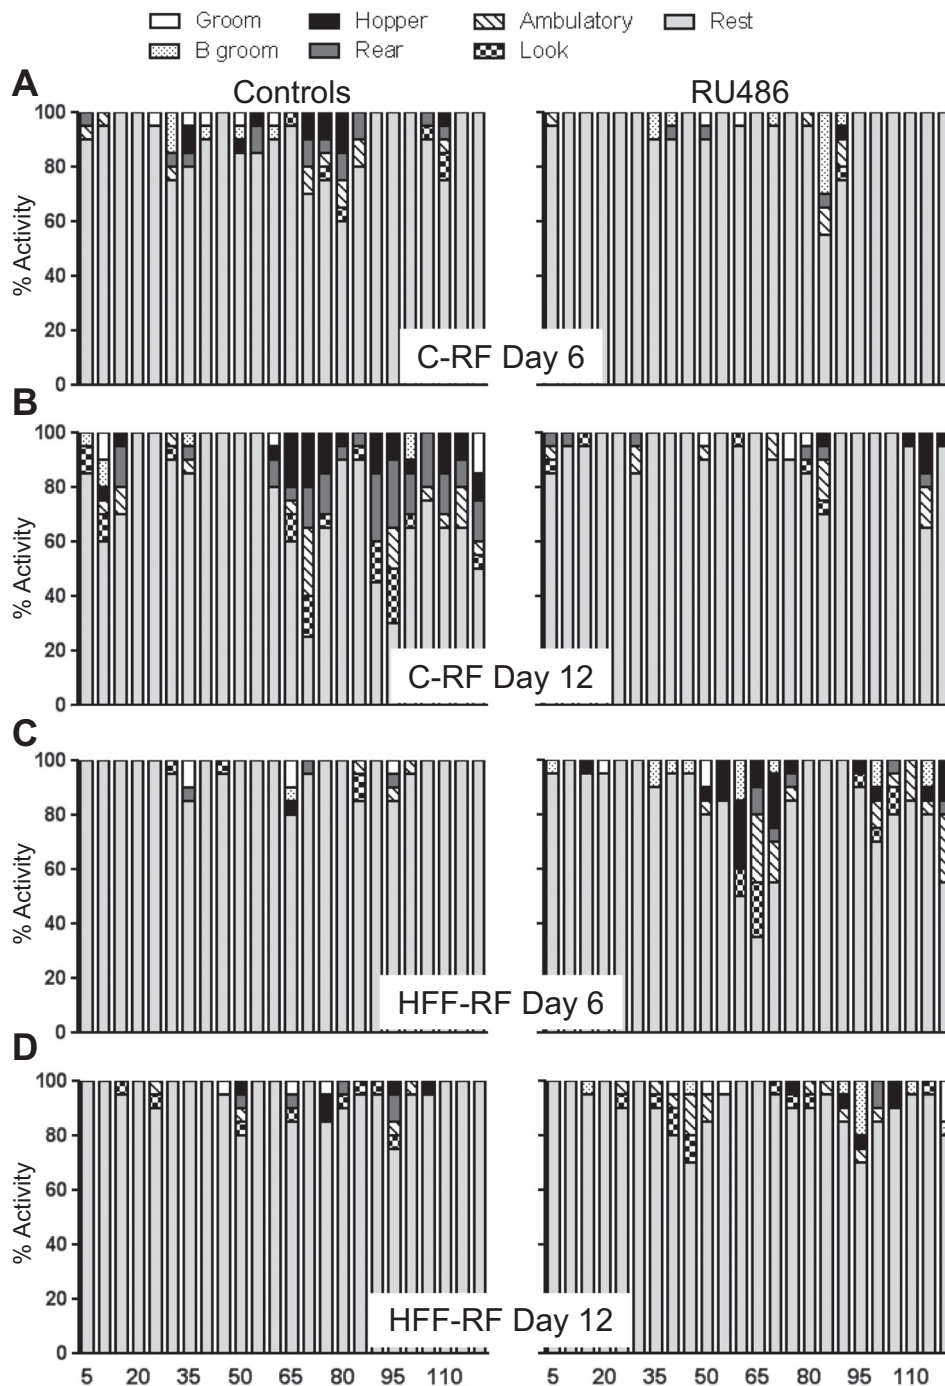 Groom Hopper Ambulatory Rest
B groom Rear Look
A
Controls RU486
100
80
60
40
20
0
% Activity
C-RF Day 6
B
100
80
60
40
20
0
% Activity
C-RF Day 12
C
100
80
60
40
20
0
% Activity
HFF-RF Day 6
D
100
80
60
40
20
0
% Activity
HFF-RF Day 12
5 20 35 50 65 80 95 110 5 20 35 50 65 80 95 110